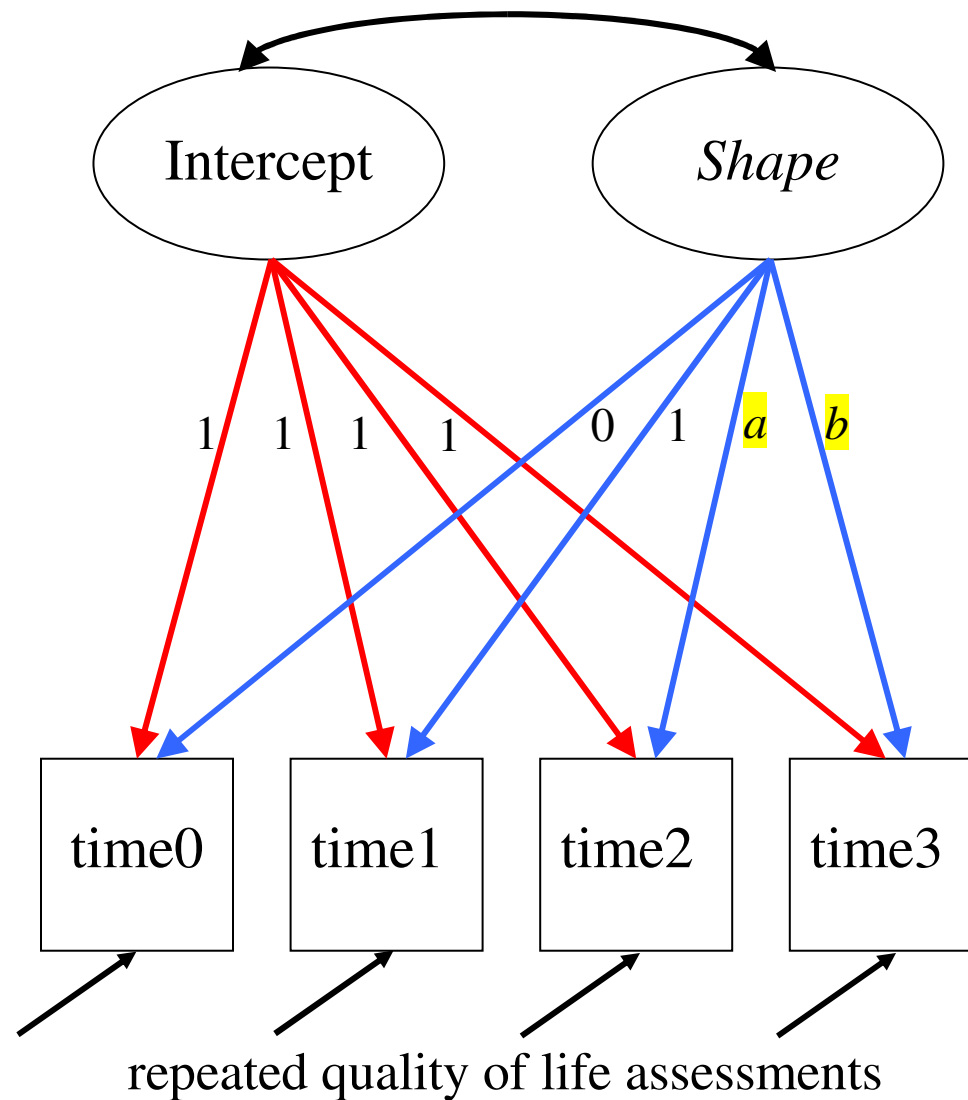 Intercept
Shape
1 1 1 1 0 1 a b
time0 time1 time2 time3
repeated quality of life assessments